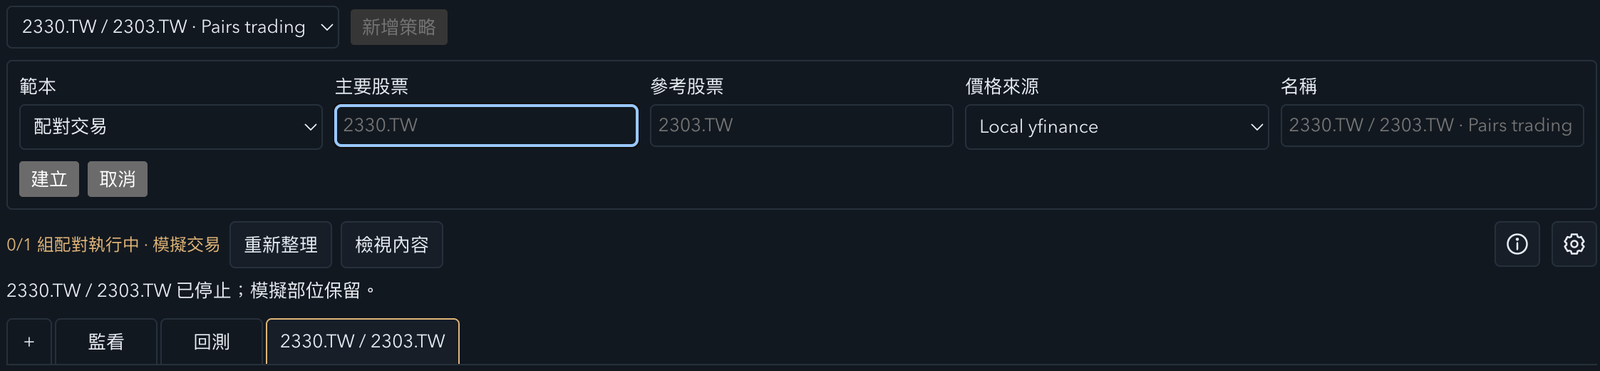 2330.TW / 2303.TW · Pairs trading 新增策略
範本 主要股票 參考股票 價格來源 名稱
配對交易 2330.TW 2303.TW Local yfinance 2330.TW / 2303.TW · Pairs trading
建立 取消
0/1 組配對執行中 · 模擬交易 重新整理 檢視內容
2330.TW / 2303.TW 已停止；模擬部位保留。
+ 監看 回測 2330.TW / 2303.TW